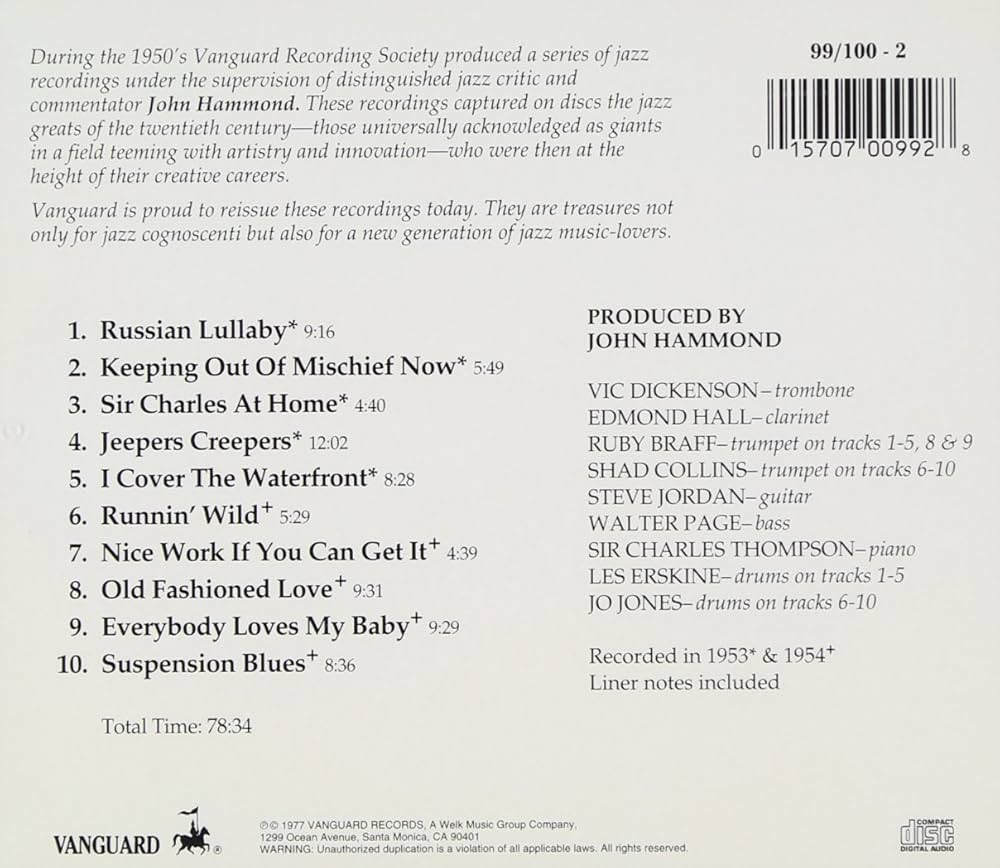 During the 1950's Vanguard Recording Society produced a series of jazz
recordings under the supervision of distinguished jazz critic and
commentator John Hammond. These recordings captured on discs the jazz
greats of the twentieth century—those universally acknowledged as giants
in a field teeming with artistry and innovation—who were then at the
height of their creative careers.
Vanguard is proud to reissue these recordings today. They are treasures not
only for jazz cognoscenti but also for a new generation of jazz music-lovers.
99/100 - 2
0 15707 00992 8
1. Russian Lullaby* 9:16
2. Keeping Out Of Mischief Now* 5:49
3. Sir Charles At Home* 4:40
4. Jeepers Creepers* 12:02
5. I Cover The Waterfront* 8:28
6. Runnin' Wild+ 5:29
7. Nice Work If You Can Get It+ 4:39
8. Old Fashioned Love+ 9:31
9. Everybody Loves My Baby+ 9:29
10. Suspension Blues+ 8:36
Total Time: 78:34
PRODUCED BY
JOHN HAMMOND
VIC DICKENSON–trombone
EDMOND HALL–clarinet
RUBY BRAFF–trumpet on tracks 1-5, 8 & 9
SHAD COLLINS–trumpet on tracks 6-10
STEVE JORDAN–guitar
WALTER PAGE–bass
SIR CHARLES THOMPSON–piano
LES ERSKINE–drums on tracks 1-5
JO JONES–drums on tracks 6-10
Recorded in 1953* & 1954+
Liner notes included
VANGUARD ®
℗© 1977 VANGUARD RECORDS, A Welk Music Group Company,
1299 Ocean Avenue, Santa Monica, CA 90401
WARNING: Unauthorized duplication is a violation of all applicable laws. All rights reserved.
COMPACT
disc
DIGITAL AUDIO